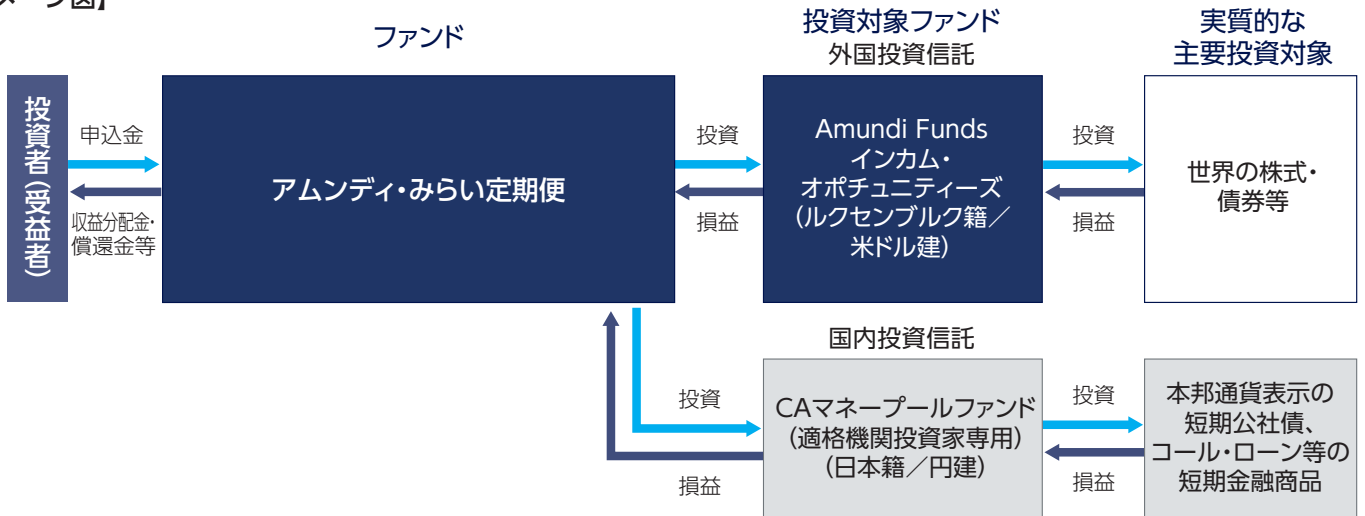 メージ図】
ファンド
投資対象ファンド
外国投資信託
実質的な
主要投資対象
投資者(受益者)
申込金
収益分配金・
償還金等
アムンディ・みらい定期便
投資
損益
Amundi Funds
インカム・
オポチュニティーズ
(ルクセンブルク籍/
米ドル建)
投資
損益
世界の株式・
債券等
国内投資信託
投資
損益
CAマネープールファンド
(適格機関投資家専用)
(日本籍/円建)
投資
損益
本邦通貨表示の
短期公社債、
コール・ローン等の
短期金融商品